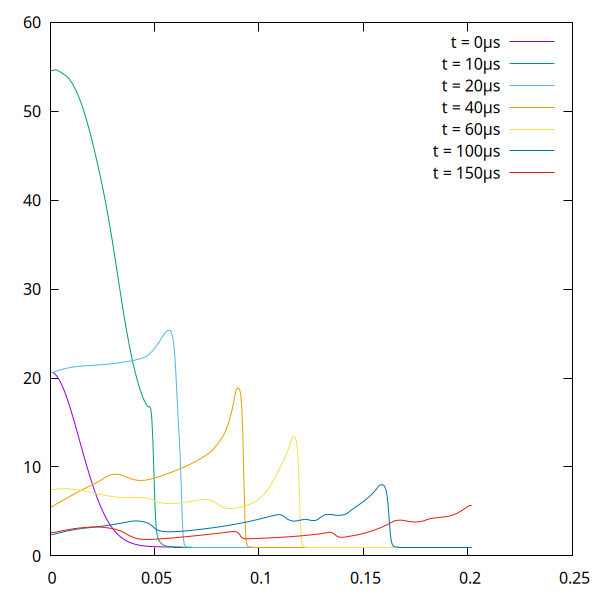 60
t = 0µs
t = 10µs
50
t = 20µs
t = 40µs
t = 60µs
t = 100µs
t = 150µs
40
30
20
10
0
0 0.05 0.1 0.15 0.2 0.25